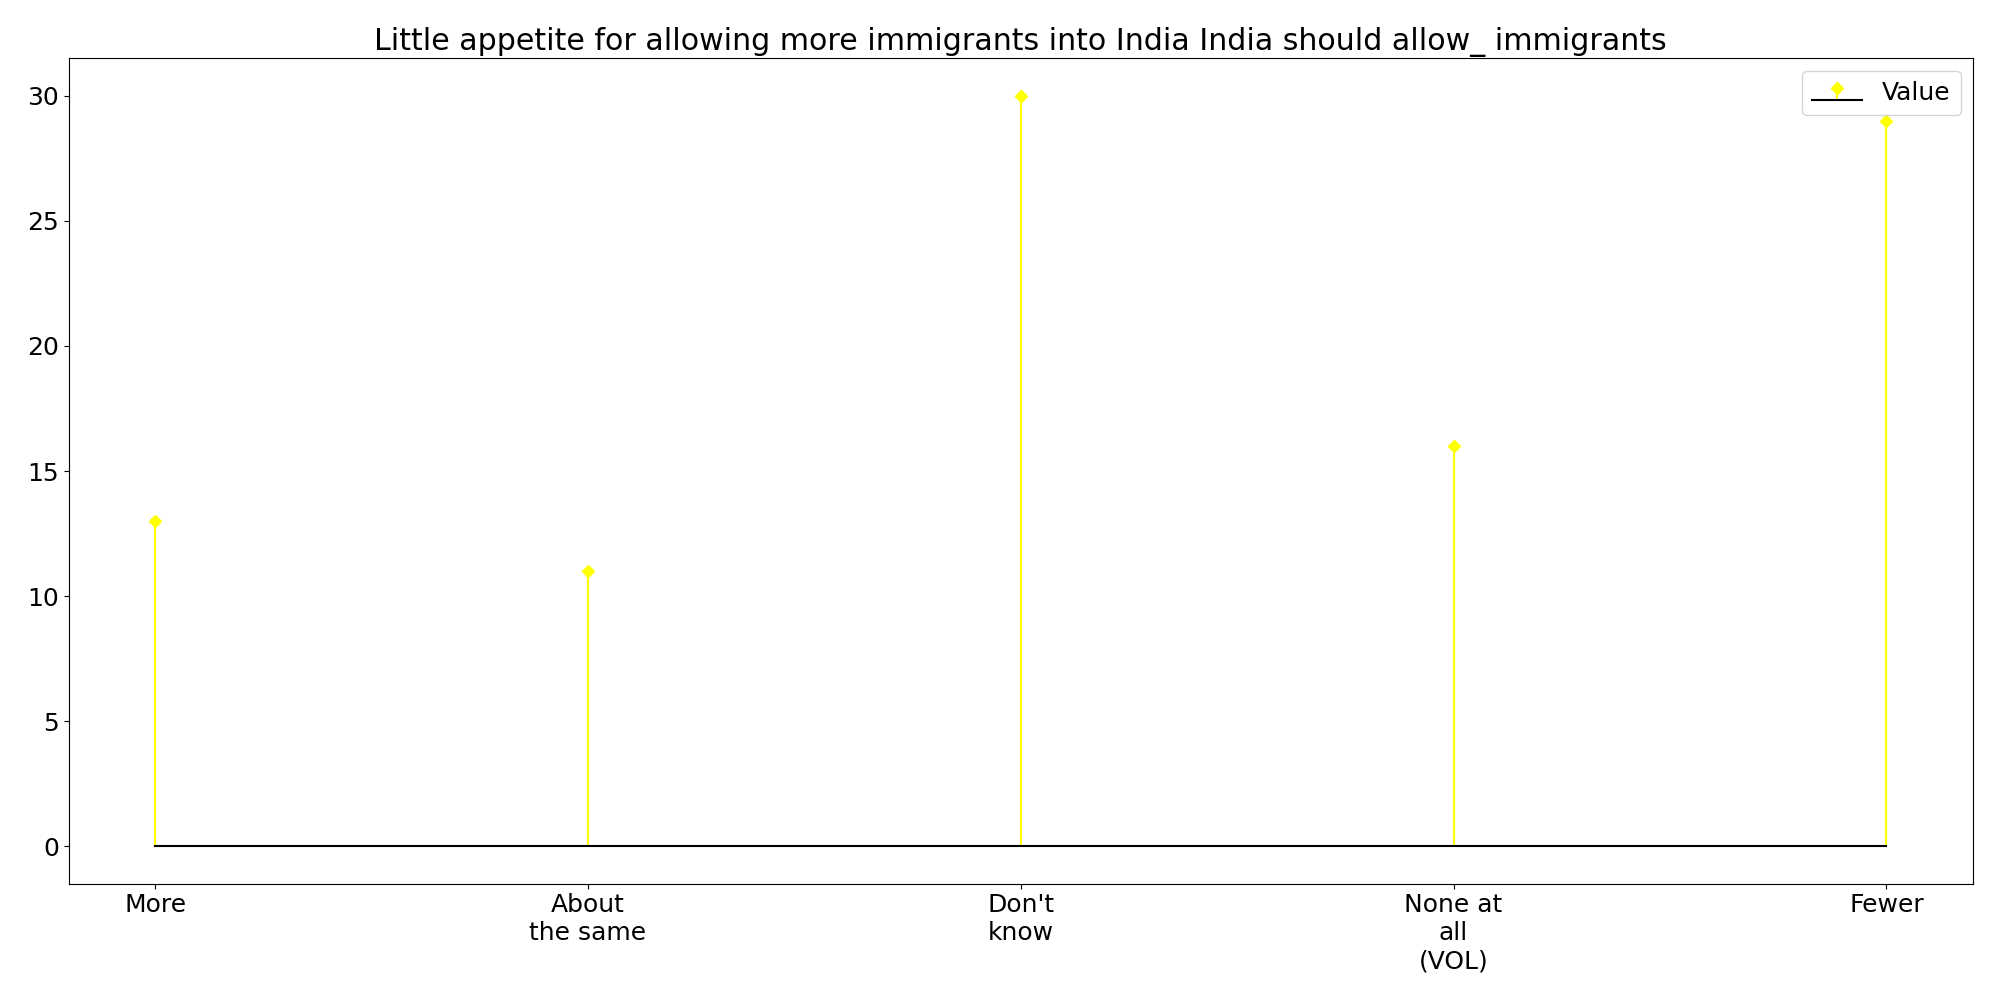 Little appetite for allowing more immigrants into India India should allow_ immigrants
Value
30
25
20
15
10
5
0
More
About
the same
Don't
know
None at
all
(VOL)
Fewer